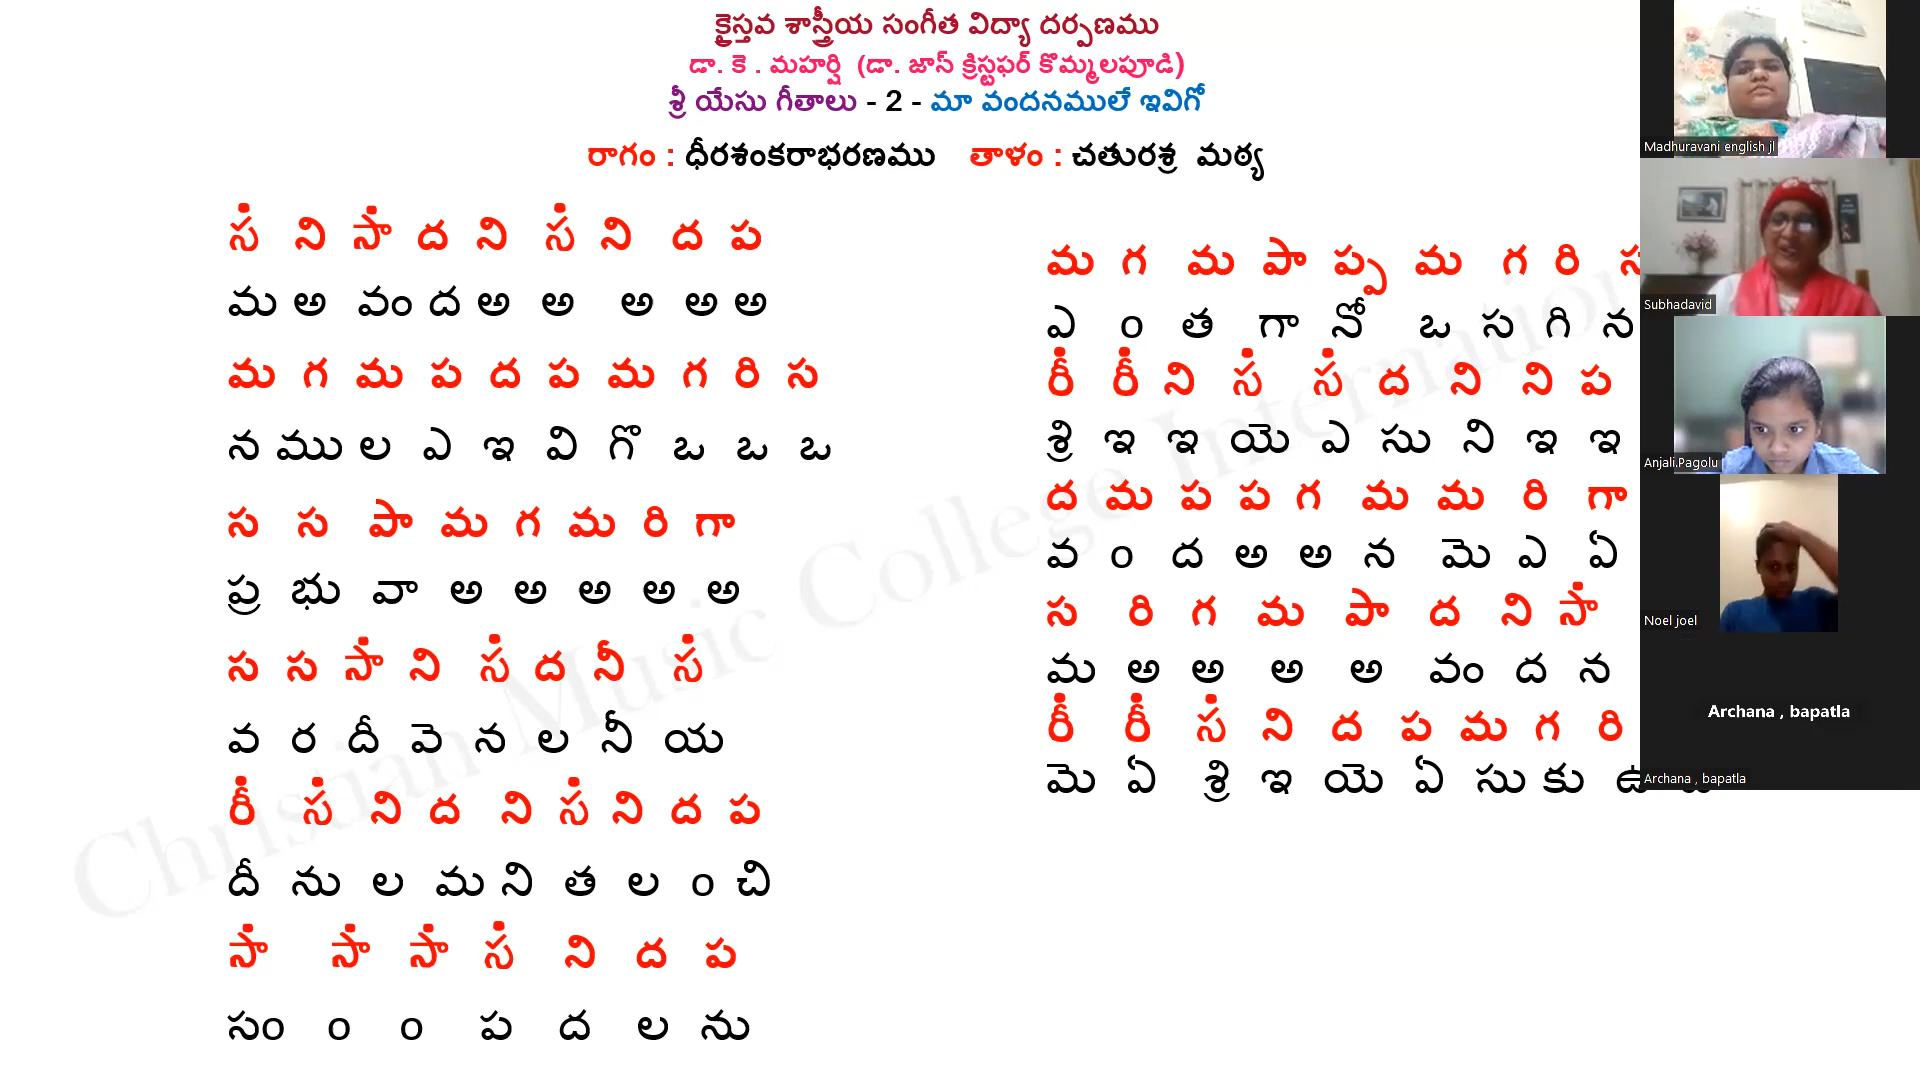 క్రైస్తవ శాస్త్రీయ సంగీత విద్యా దర్పణము
డా. కె . మహర్షి (డా. జాస్ క్రిస్టఫర్ కొమ్మలపూడి)
శ్రీ యేసు గీతాలు - 2 - మా వందనములే ఇవిగో
రాగం : ధీరశంకరాభరణము తాళం : చతురశ్ర మఠ్య
స̇ ని సా̇ ద ని స̇ ని ద ప
మ అ వం ద అ అ అ అ అ
మ గ మ ప ద ప మ గ రి స
న ము ల ఎ ఇ వి గొ ఒ ఒ ఒ
స స పా మ గ మ రి గా
ప్ర భు వా అ అ అ అ అ
స స సా̇ ని స̇ ద నీ స̇
వ ర దీ వె న ల నీ య
రీ̇ స̇ ని ద ని స̇ ని ద ప
దీ ను ల మ ని త ల ం చి
సా̇ సా̇ సా̇ స̇ ని ద ప
సం ం ం ప ద ల ను
మ గ మ పా ప్ప మ గ రి స
ఎ ం త గా నో ఒ స గి న
రీ̇ రీ̇ ని స̇ స̇ ద ని ని ప
శ్రి ఇ ఇ యె ఎ సు ని ఇ ఇ
ద మ ప ప గ మ మ రి గా
వ ం ద అ అ న మె ఎ ఏ
స రి గ మ పా ద ని సా̇
మ అ అ అ అ వం ద న
రీ̇ రీ̇ స̇ ని ద ప మ గ రి
మె ఏ శ్రి ఇ యె ఏ సు కు ఉ
Christian Music College International
Madhuravani english jl
Subhadavid
Anjali.Pagolu
Noel joel
Archana , bapatla
Archana , bapatla